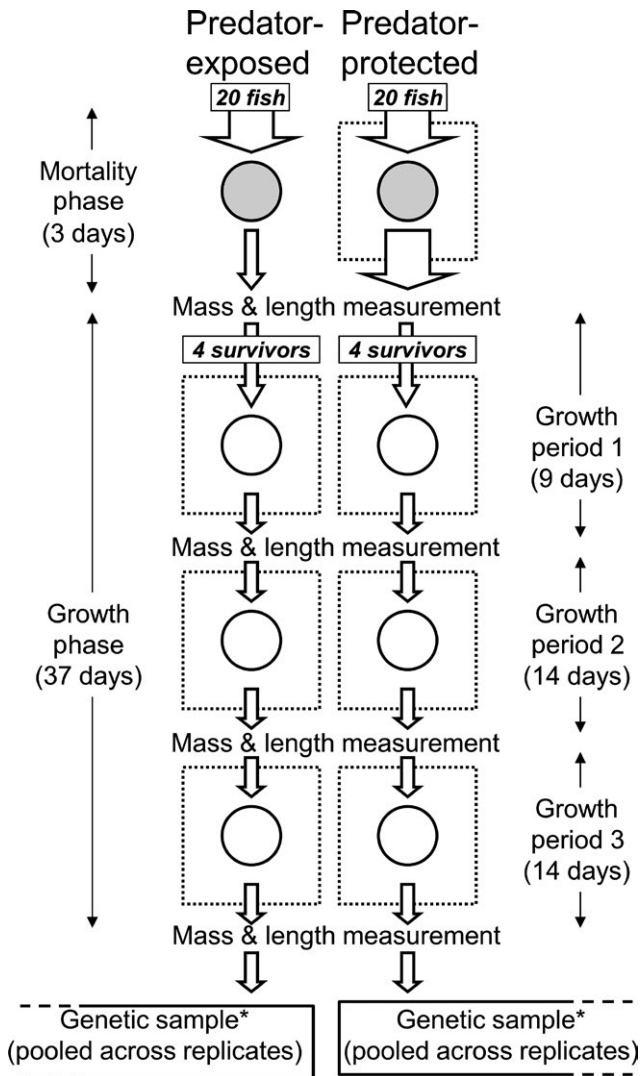 Predator-
exposed
Predator-
protected
20 fish
20 fish
Mortality
phase
(3 days)
Mass & length measurement
4 survivors
4 survivors
Growth
period 1
(9 days)
Mass & length measurement
Growth
phase
(37 days)
Growth
period 2
(14 days)
Mass & length measurement
Growth
period 3
(14 days)
Mass & length measurement
Genetic sample*
(pooled across replicates)
Genetic sample*
(pooled across replicates)